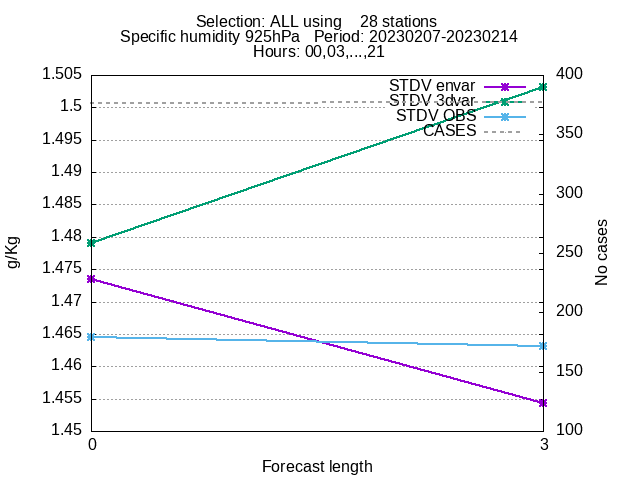 Selection: ALL using    28 stations
Specific humidity 925hPa   Period: 20230207-20230214
Hours: 00,03,...,21
1.505
1.5
1.495
1.49
1.485
1.48
1.475
1.47
1.465
1.46
1.455
1.45
g/Kg
STDV envar
STDV 3dvar
STDV OBS
CASES
400
350
300
250
200
150
100
No cases
0
3
Forecast length